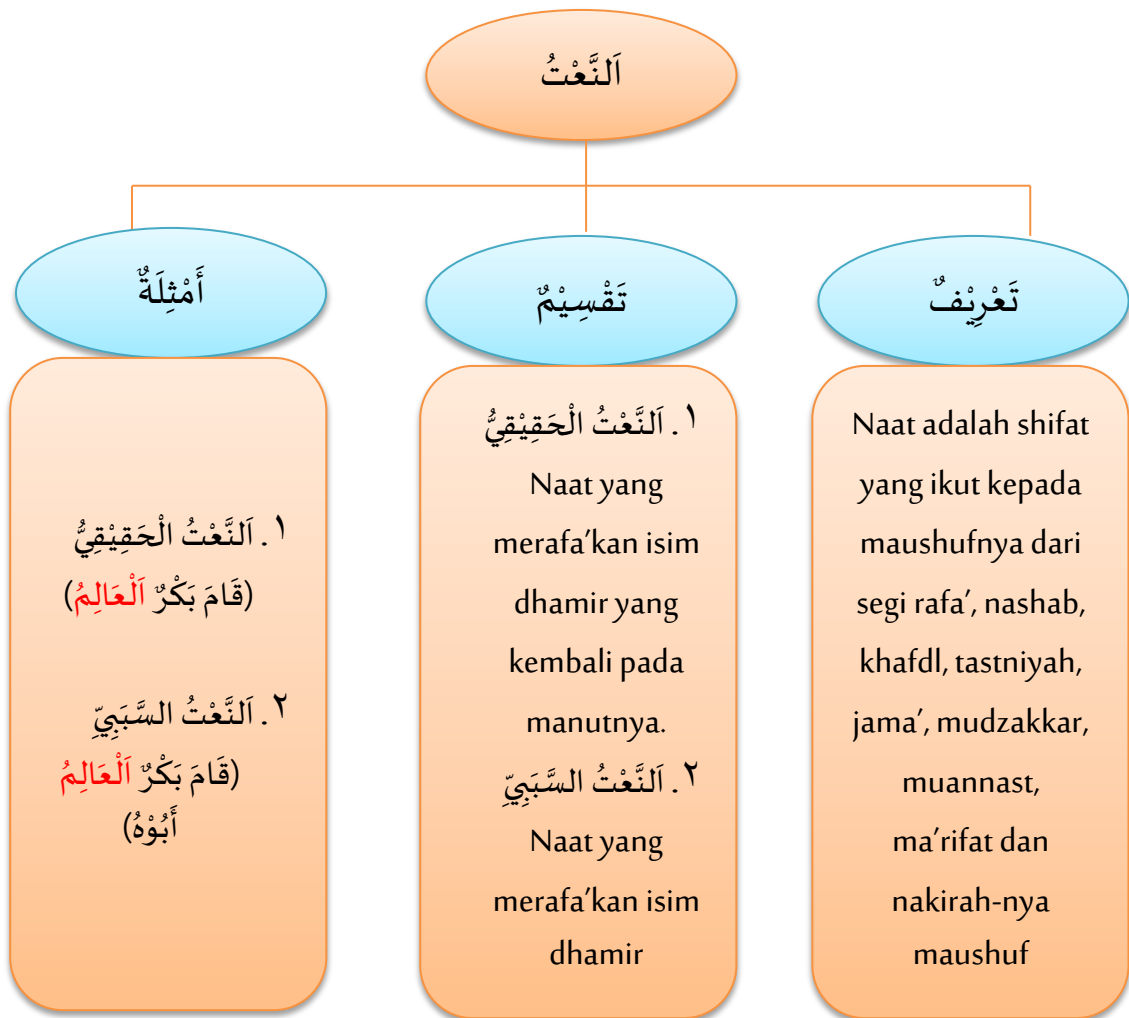 اَلنَّعْتُ
تَعْرِيْفٌ
Naat adalah shifat
yang ikut kepada
maushufnya dari
segi rafa’, nashab,
khafdl, tastniyah,
jama’, mudzakkar,
muannast,
ma’rifat dan
nakirah-nya
maushuf
تَقْسِيْمٌ
١. اَلنَّعْتُ الْحَقِيْقِيُّ
Naat yang
merafa’kan isim
dhamir yang
kembali pada
manutnya.
٢. اَلنَّعْتُ السَّبَبِيِّ
Naat yang
merafa’kan isim
dhamir
أَمْثِلَةٌ
١. اَلنَّعْتُ الْحَقِيْقِيُّ
(قَامَ بَكْرٌ اَلْعَالِمُ)
٢. اَلنَّعْتُ السَّبَبِيِّ
(قَامَ بَكْرٌ اَلْعَالِمُ
أَبُوْهُ)